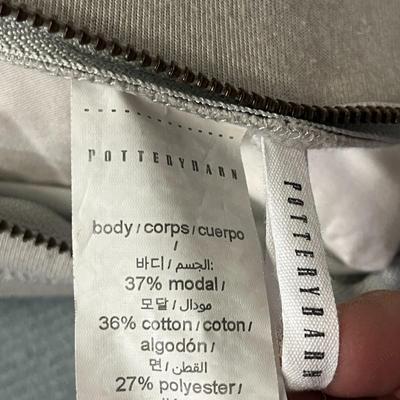 POTTERYBARN
body / corps / cuerpo
/
바디 / الجسم:
37% modal /
모달 / مودال /
36% cotton / coton /
algodón /
면 / القطن /
27% polyester /
POTTERYBARN